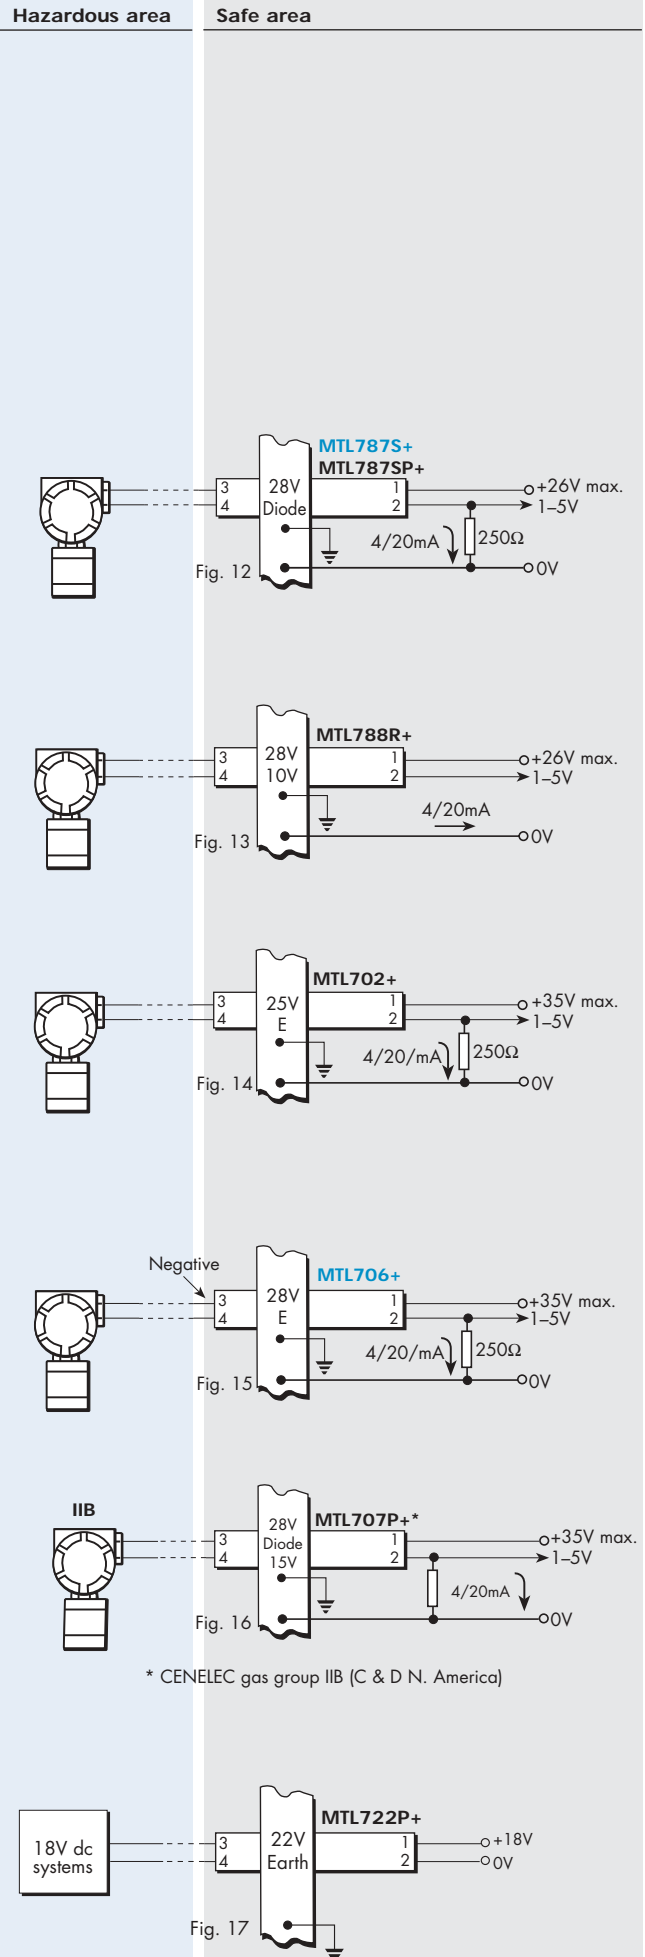 Hazardous area
Safe area
MTL787S+
MTL787SP+
3
4
28V
Diode
1
2
+26V max.
1–5V
4/20mA
250Ω
0V
Fig. 12
MTL788R+
3
4
28V
10V
1
2
+26V max.
1–5V
4/20mA
0V
Fig. 13
MTL702+
3
4
25V
E
1
2
+35V max.
1–5V
4/20/mA
250Ω
0V
Fig. 14
Negative
MTL706+
3
4
28V
E
1
2
+35V max.
1–5V
4/20/mA
250Ω
0V
Fig. 15
IIB
MTL707P+*
3
4
28V
Diode
15V
1
2
+35V max.
1–5V
4/20mA
0V
Fig. 16
* CENELEC gas group IIB (C & D N. America)
MTL722P+
18V dc
systems
3
4
22V
Earth
1
2
+18V
0V
Fig. 17